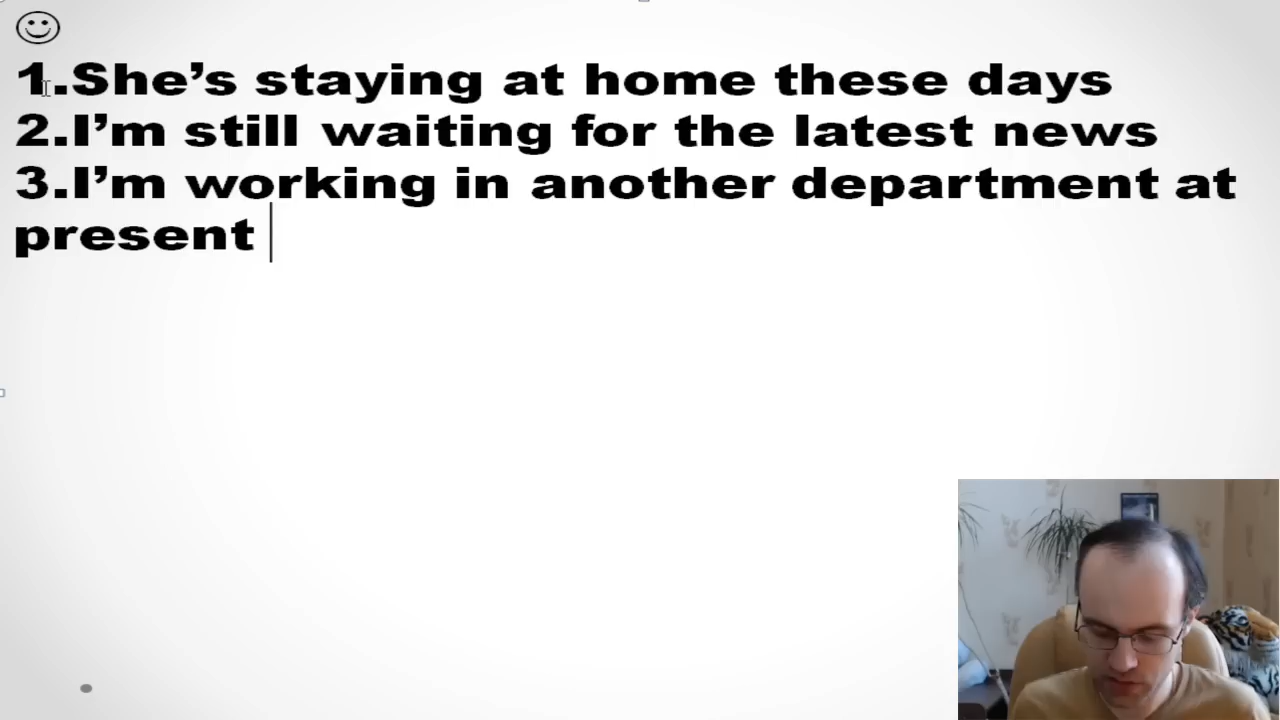 1.She’s staying at home these days
2.I’m still waiting for the latest news
3.I’m working in another department at
present